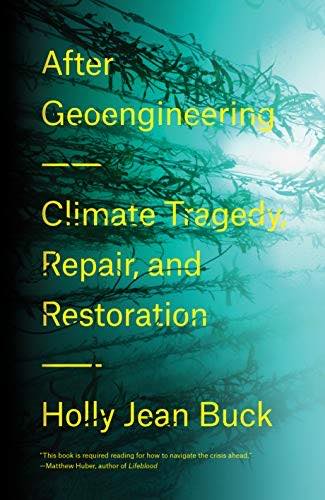 After
Geoengineering
Climate Tragedy,
Repair, and
Restoration
Holly Jean Buck
"This book is required reading for how to navigate the crisis ahead."
—Matthew Huber, author of Lifeblood